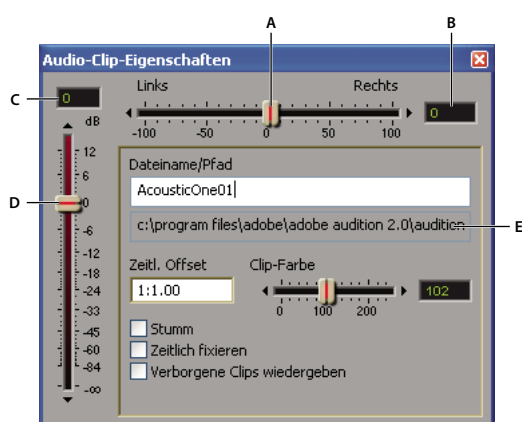 A
B
Audio-Clip-Eigenschaften
C
0
Links
Rechts
0
dB
-100
-50
0
50
100
12
6
D
0
-6
-12
-18
-24
-33
-45
-60
-84
-∞
Dateiname/Pfad
AcousticOne01
c:\program files\adobe\adobe audition 2.0\audition
E
Zeitl. Offset
Clip-Farbe
1:1.00
102
0
100
200
Stumm
Zeitlich fixieren
Verborgene Clips wiedergeben